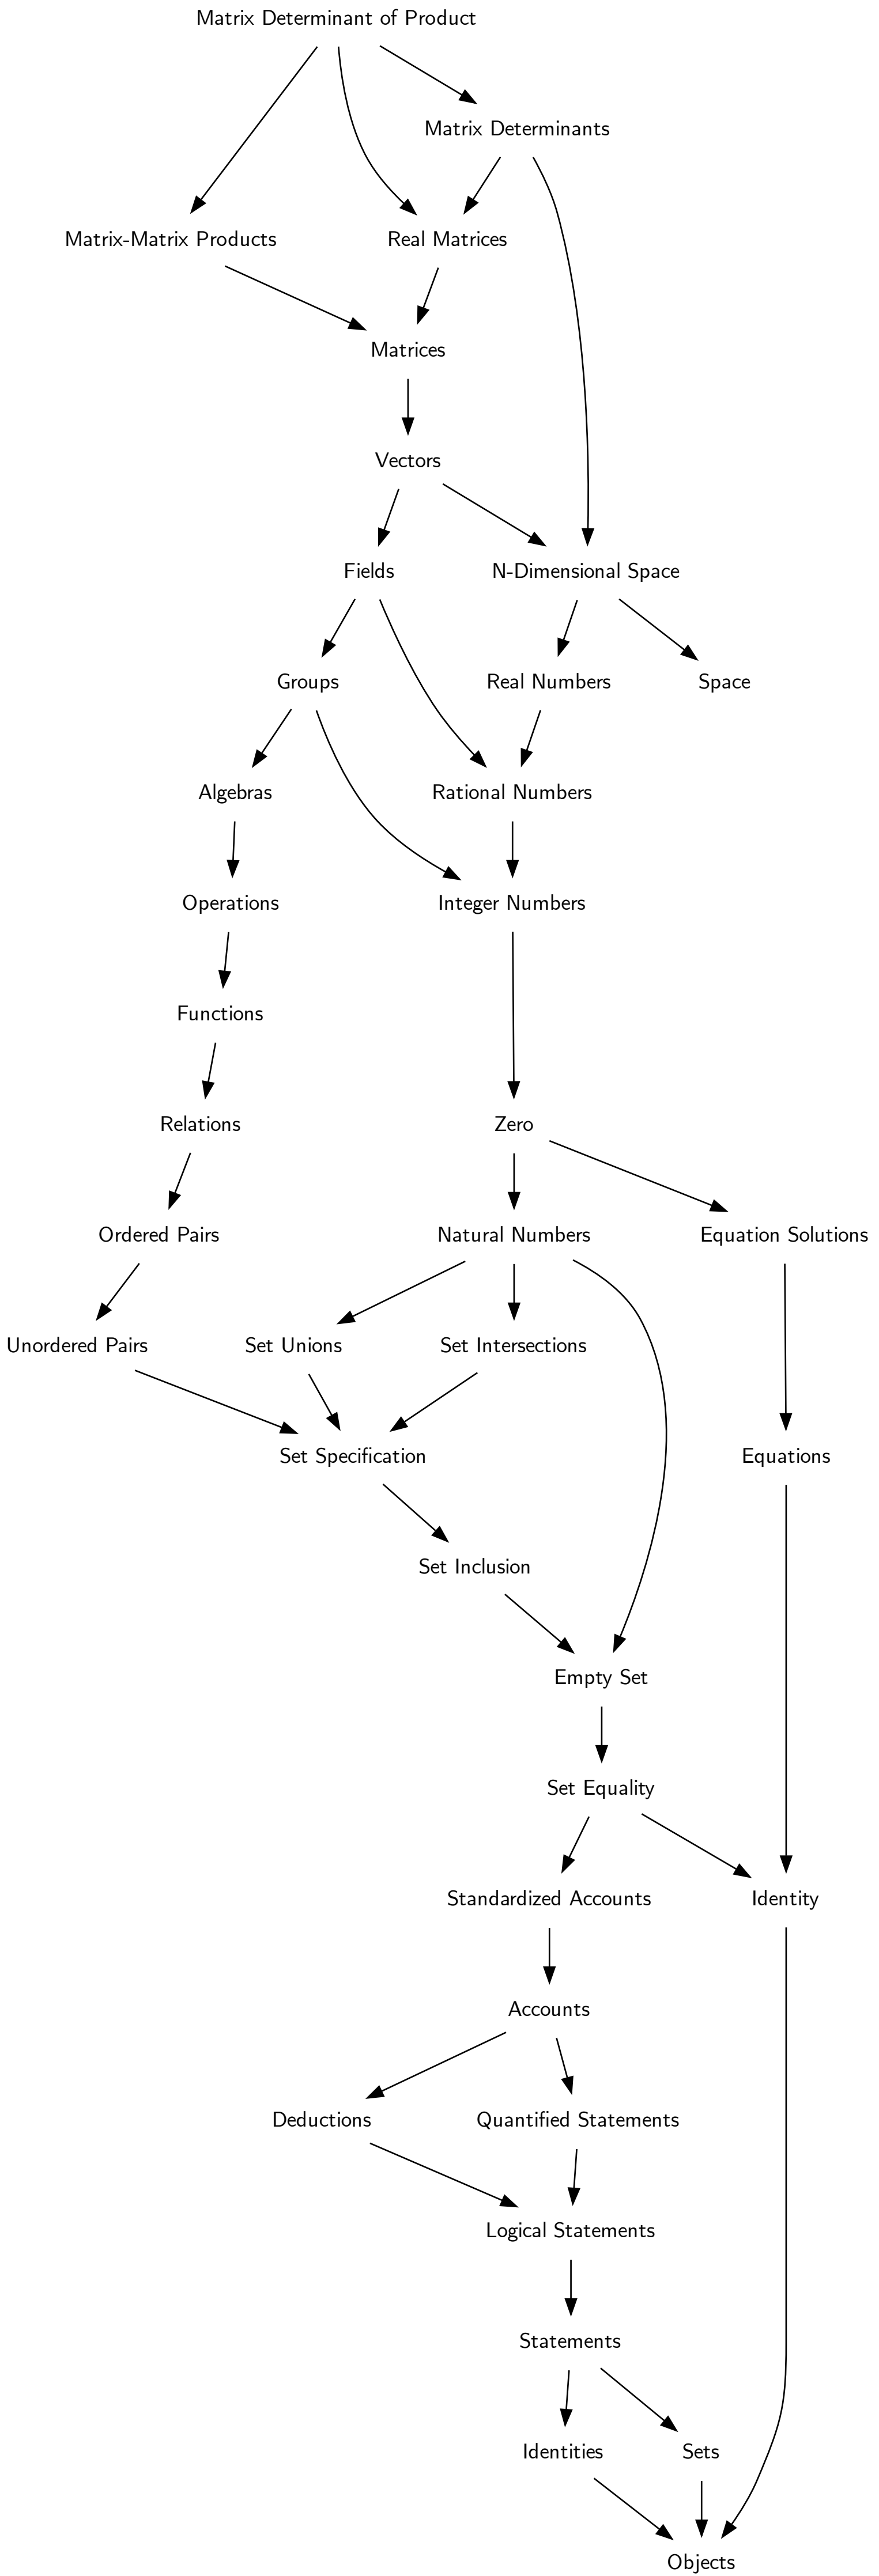 Matrix Determinant of Product
Matrix Determinants
Matrix-Matrix Products
Real Matrices
Matrices
Vectors
Fields
N-Dimensional Space
Groups
Real Numbers
Space
Algebras
Rational Numbers
Operations
Integer Numbers
Functions
Relations
Zero
Ordered Pairs
Natural Numbers
Equation Solutions
Unordered Pairs
Set Unions
Set Intersections
Set Specification
Equations
Set Inclusion
Empty Set
Set Equality
Standardized Accounts
Identity
Accounts
Deductions
Quantified Statements
Logical Statements
Statements
Identities
Sets
Objects